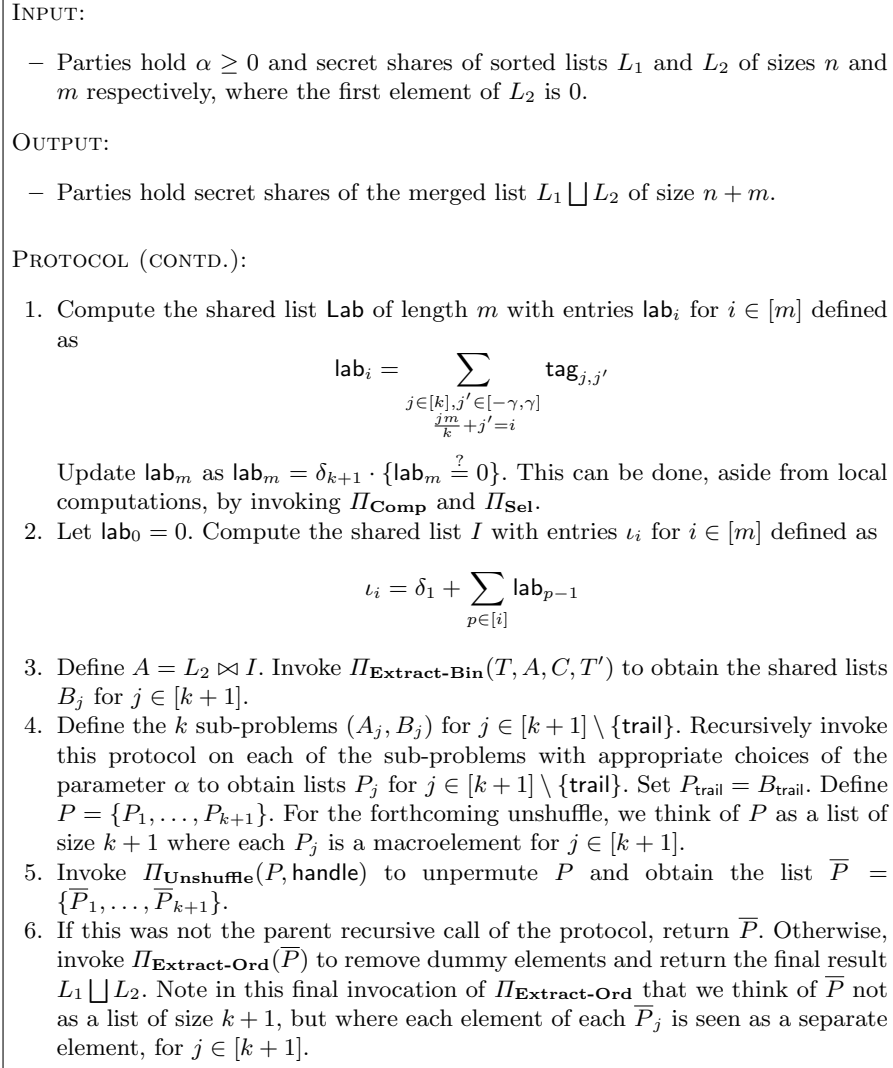 INPUT:
– Parties hold α ≥ 0 and secret shares of sorted lists L₁ and L₂ of sizes n and
m respectively, where the first element of L₂ is 0.
OUTPUT:
– Parties hold secret shares of the merged list L₁ ⨆ L₂ of size n + m.
PROTOCOL (CONTD.):
1. Compute the shared list Lab of length m with entries lab_i for i ∈ [m] defined
as
lab_i = ∑_{j∈[k],j′∈[−γ,γ], jm/k + j′=i} tag_{j,j′}
Update lab_m as lab_m = δ_{k+1} · {lab_m ≟ 0}. This can be done, aside from local
computations, by invoking Π_Comp and Π_Sel.
2. Let lab₀ = 0. Compute the shared list I with entries ι_i for i ∈ [m] defined as
ι_i = δ₁ + ∑_{p∈[i]} lab_{p−1}
3. Define A = L₂ ⋈ I. Invoke Π_Extract-Bin(T, A, C, T′) to obtain the shared lists
B_j for j ∈ [k + 1].
4. Define the k sub-problems (A_j, B_j) for j ∈ [k + 1] \ {trail}. Recursively invoke
this protocol on each of the sub-problems with appropriate choices of the
parameter α to obtain lists P_j for j ∈ [k + 1] \ {trail}. Set P_trail = B_trail. Define
P = {P₁, . . . , P_{k+1}}. For the forthcoming unshuffle, we think of P as a list of
size k + 1 where each P_j is a macroelement for j ∈ [k + 1].
5. Invoke Π_Unshuffle(P, handle) to unpermute P and obtain the list P̅ =
{P̅₁, . . . , P̅_{k+1}}.
6. If this was not the parent recursive call of the protocol, return P̅. Otherwise,
invoke Π_Extract-Ord(P̅) to remove dummy elements and return the final result
L₁ ⨆ L₂. Note in this final invocation of Π_Extract-Ord that we think of P̅ not
as a list of size k + 1, but where each element of each P̅_j is seen as a separate
element, for j ∈ [k + 1].